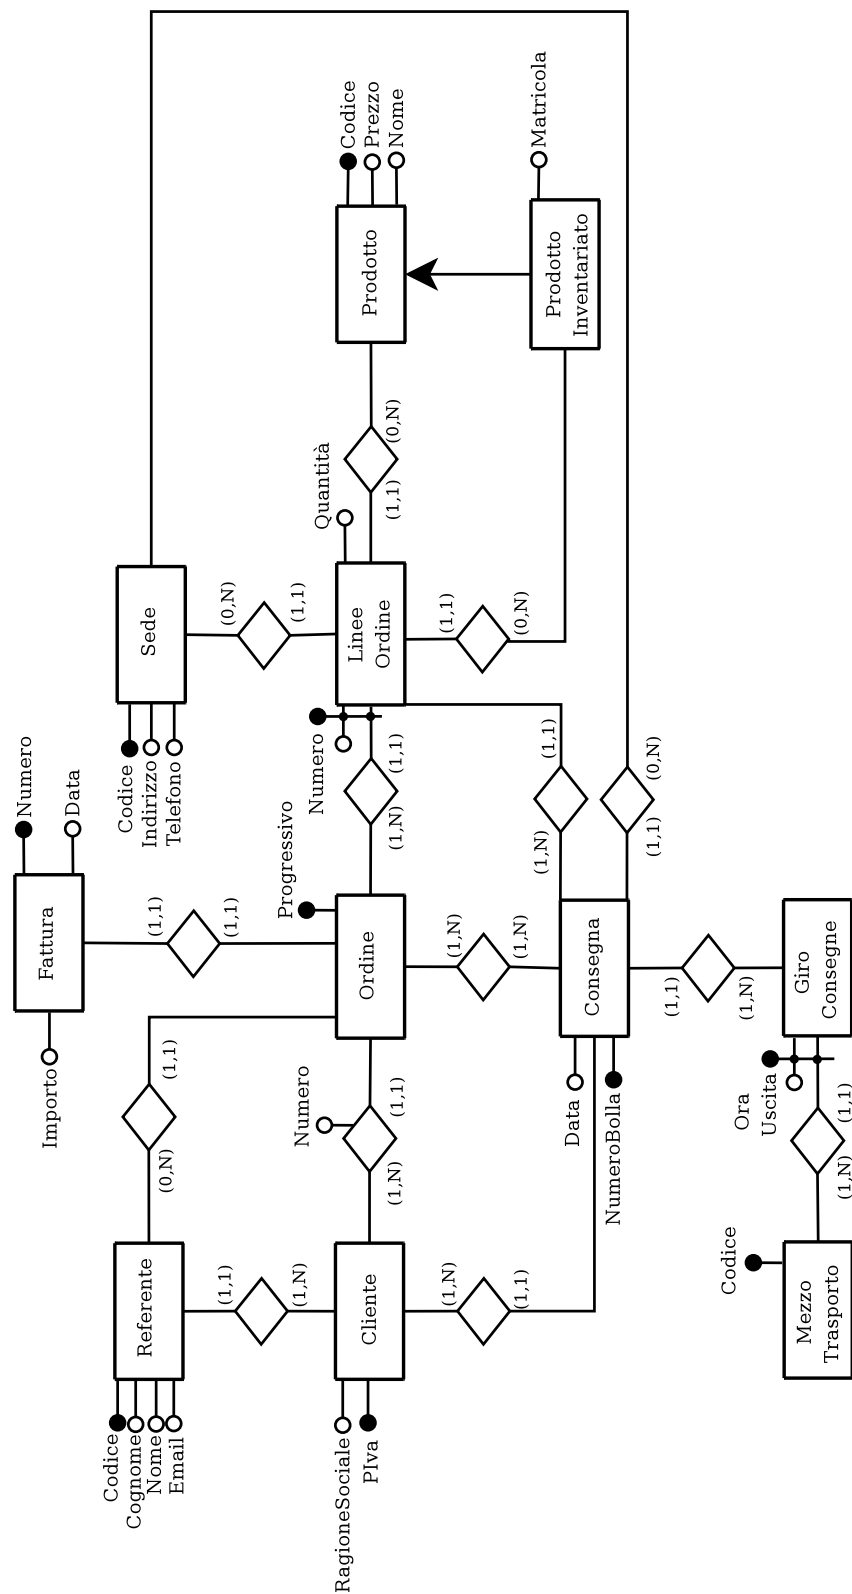 Codice
Prezzo
Nome
Matricola
Prodotto
Prodotto
Inventariato
(0,N)
(1,1)
Quantità
Sede
(0,N)
(1,1)
Linee
Ordine
(1,1)
(0,N)
Codice
Indirizzo
Telefono
Numero
(1,1)
(1,N)
(1,1)
(1,N)
(0,N)
(1,1)
Numero
Data
Fattura
Importo
(1,1)
(1,1)
Progressivo
Ordine
(1,N)
(1,N)
Consegna
(1,1)
(1,N)
Giro
Consegne
Data
NumeroBolla
Ora
Uscita
(1,1)
(1,N)
(1,1)
(0,N)
Numero
(1,1)
(1,N)
Referente
(1,1)
(1,N)
Cliente
(1,N)
(1,1)
Codice
Mezzo
Trasporto
Codice
Cognome
Nome
Email
RagioneSociale
PIva